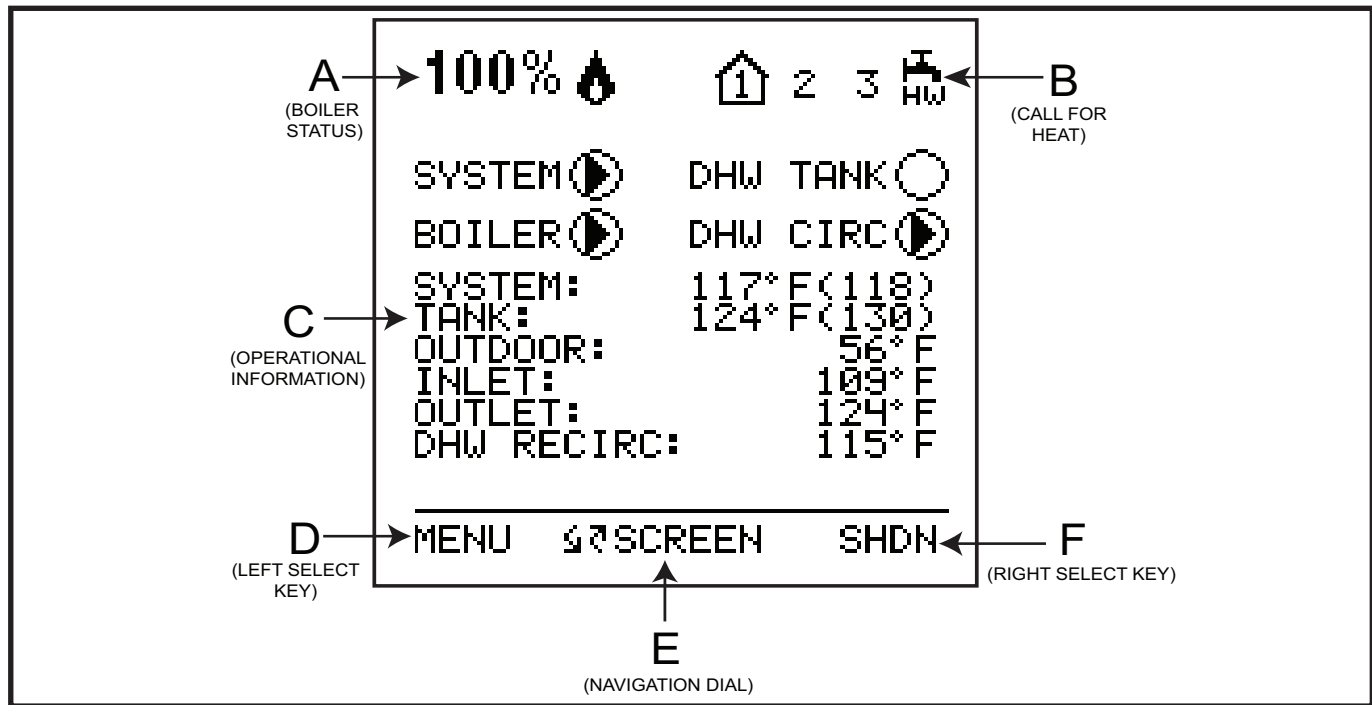 A
(BOILER
STATUS)
100%
1 2 3 HW
B
(CALL FOR
HEAT)
SYSTEM DHW TANK
BOILER DHW CIRC
C
(OPERATIONAL
INFORMATION)
SYSTEM: 117°F(118)
TANK: 124°F(130)
OUTDOOR: 56°F
INLET: 109°F
OUTLET: 124°F
DHW RECIRC: 115°F
D
(LEFT SELECT
KEY)
MENU SCREEN SHDN
F
(RIGHT SELECT KEY)
E
(NAVIGATION DIAL)